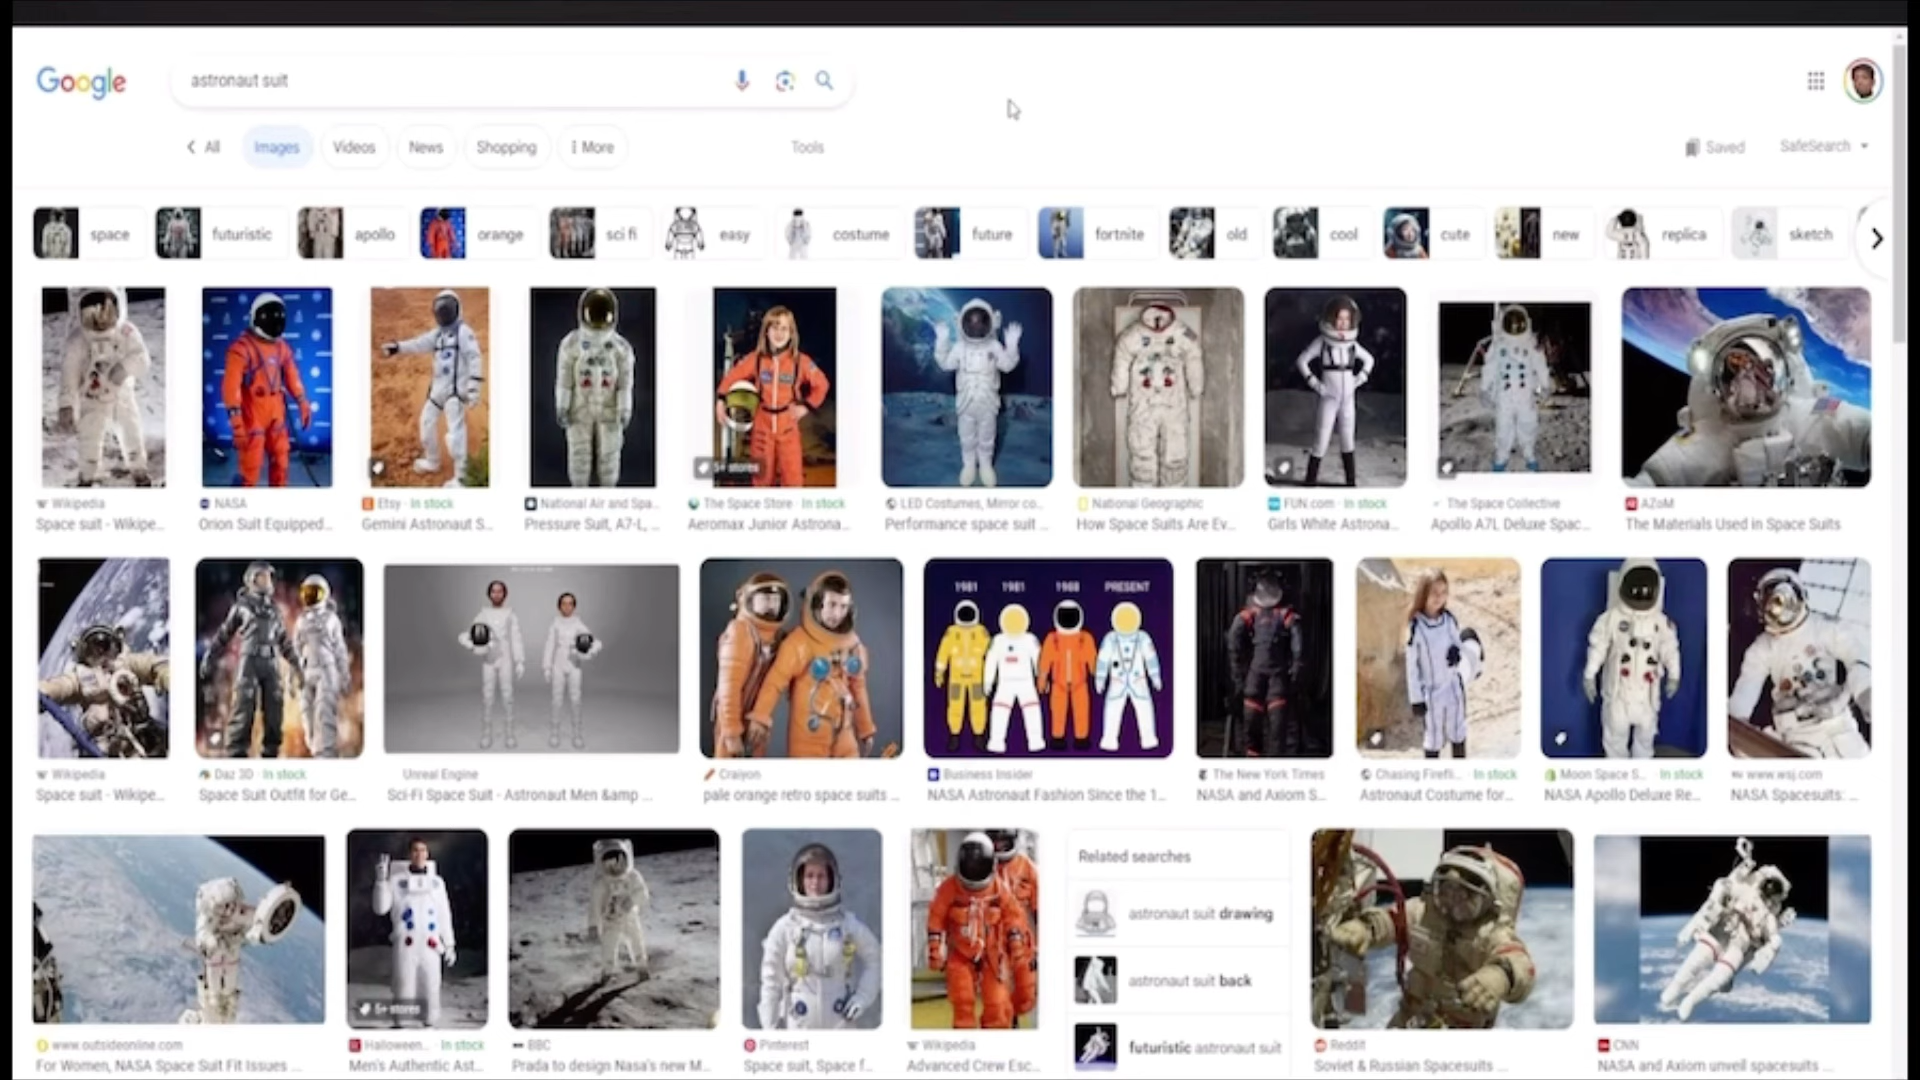 Google
astronaut suit
All
Images
Videos
News
Shopping
More
Tools
Saved
SafeSearch
space
futuristic
apollo
orange
sci fi
easy
costume
future
fortnite
old
cool
cute
new
replica
sketch
5+ stores
Wikipedia
Space suit - Wikipe...
NASA
Orion Suit Equipped...
Etsy · In stock
Gemini Astronaut S...
National Air and Spa...
Pressure Suit, A7-L, ...
The Space Store · In stock
Aeromax Junior Astrona...
LED Costumes, Mirror co...
Performance space suit ...
National Geographic
How Space Suits Are Ev...
FUN.com · In stock
Girls White Astrona...
The Space Collective
Apollo A7L Deluxe Spac...
AZoM
The Materials Used in Space Suits
1981 1981 1988 PRESENT
Wikipedia
Space suit - Wikipe...
Daz 3D · In stock
Space Suit Outfit for Ge...
Unreal Engine
Sci-Fi Space Suit - Astronaut Men &amp ...
Craiyon
pale orange retro space suits ...
Business Insider
NASA Astronaut Fashion Since the 1...
The New York Times
NASA and Axiom S...
Chasing Firefli... · In stock
Astronaut Costume for...
Moon Space S... · In stock
NASA Apollo Deluxe Re...
www.wsj.com
NASA Spacesuits: ...
5+ stores
www.outsideonline.com
For Women, NASA Space Suit Fit Issues ...
Halloween... · In stock
Men's Authentic Ast...
BBC
Prada to design Nasa's new M...
Pinterest
Space suit, Space f...
Wikipedia
Advanced Crew Esc...
Related searches
astronaut suit drawing
astronaut suit back
futuristic astronaut suit
Reddit
Soviet & Russian Spacesuits ...
CNN
NASA and Axiom unveil spacesuits ...